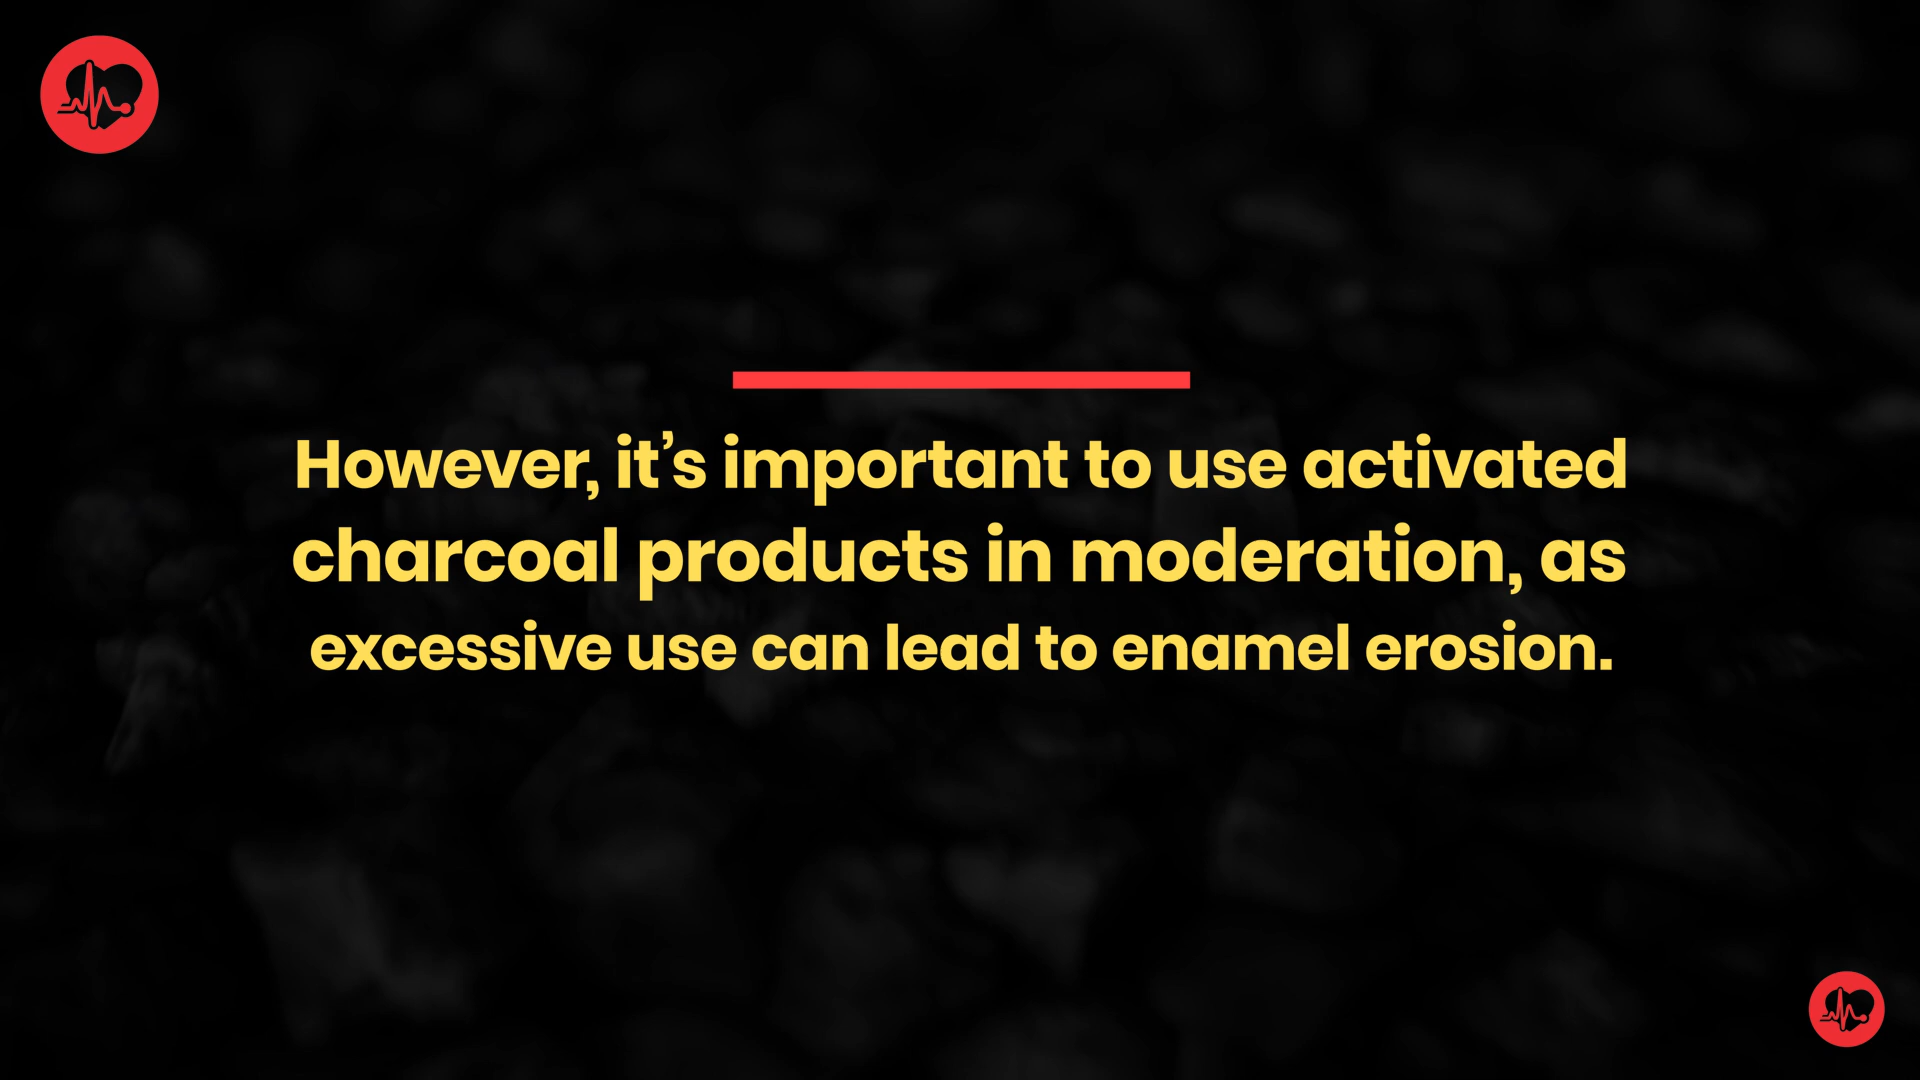 However, it’s important to use activated
charcoal products in moderation, as
excessive use can lead to enamel erosion.